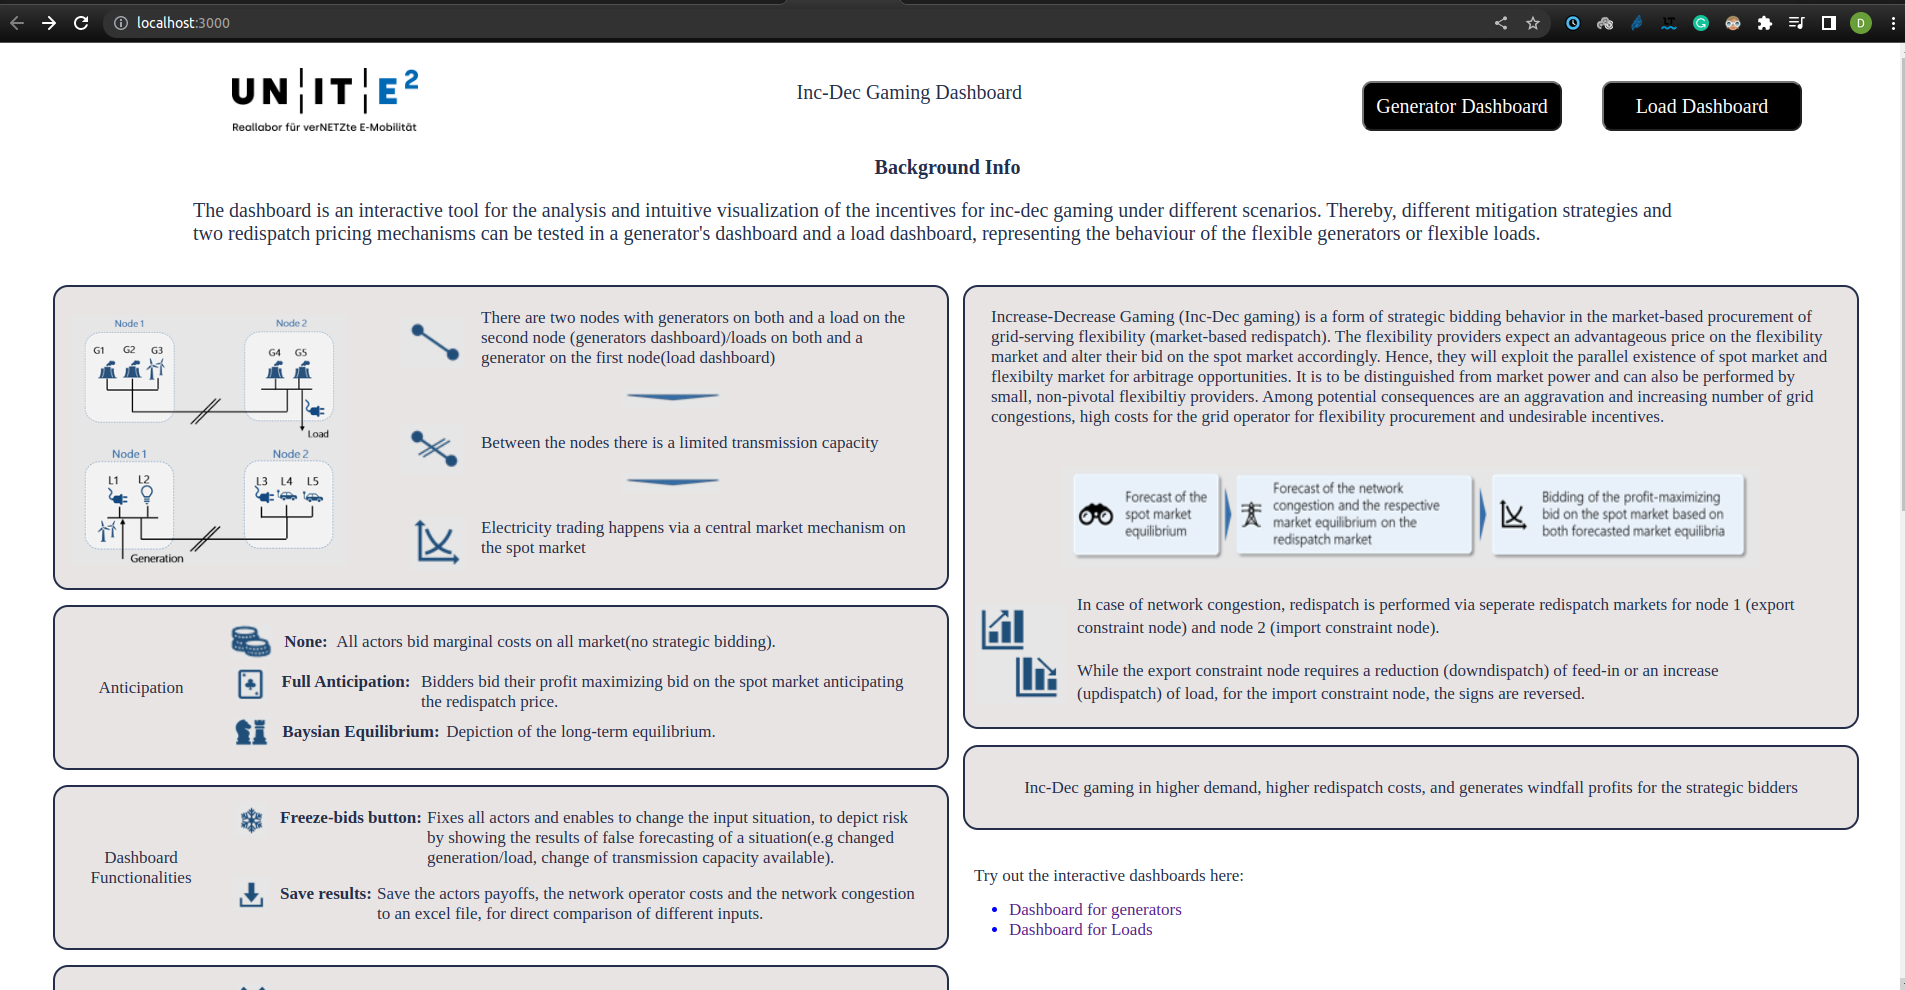 localhost:3000
D
UN IT E²
Reallabor für verNETZte E-Mobilität
Inc-Dec Gaming Dashboard
Generator Dashboard
Load Dashboard
Background Info
The dashboard is an interactive tool for the analysis and intuitive visualization of the incentives for inc-dec gaming under different scenarios. Thereby, different mitigation strategies and
two redispatch pricing mechanisms can be tested in a generator's dashboard and a load dashboard, representing the behaviour of the flexible generators or flexible loads.
Node 1
Node 2
G1 G2 G3
G4 G5
Load
Node 1
Node 2
L1 L2
L3 L4 L5
Generation
There are two nodes with generators on both and a load on the
second node (generators dashboard)/loads on both and a
generator on the first node(load dashboard)
Between the nodes there is a limited transmission capacity
Electricity trading happens via a central market mechanism on
the spot market
Anticipation
None: All actors bid marginal costs on all market(no strategic bidding).
Full Anticipation: Bidders bid their profit maximizing bid on the spot market anticipating
the redispatch price.
Baysian Equilibrium: Depiction of the long-term equilibrium.
Dashboard
Functionalities
Freeze-bids button: Fixes all actors and enables to change the input situation, to depict risk
by showing the results of false forecasting of a situation(e.g changed
generation/load, change of transmission capacity available).
Save results: Save the actors payoffs, the network operator costs and the network congestion
to an excel file, for direct comparison of different inputs.
Increase-Decrease Gaming (Inc-Dec gaming) is a form of strategic bidding behavior in the market-based procurement of
grid-serving flexibility (market-based redispatch). The flexibility providers expect an advantageous price on the flexibility
market and alter their bid on the spot market accordingly. Hence, they will exploit the parallel existence of spot market and
flexibilty market for arbitrage opportunities. It is to be distinguished from market power and can also be performed by
small, non-pivotal flexibiltiy providers. Among potential consequences are an aggravation and increasing number of grid
congestions, high costs for the grid operator for flexibility procurement and undesirable incentives.
Forecast of the
spot market
equilibrium
Forecast of the network
congestion and the respective
market equilibrium on the
redispatch market
Bidding of the profit-maximizing
bid on the spot market based on
both forecasted market equilibria
In case of network congestion, redispatch is performed via seperate redispatch markets for node 1 (export
constraint node) and node 2 (import constraint node).
While the export constraint node requires a reduction (downdispatch) of feed-in or an increase
(updispatch) of load, for the import constraint node, the signs are reversed.
Inc-Dec gaming in higher demand, higher redispatch costs, and generates windfall profits for the strategic bidders
Try out the interactive dashboards here:
Dashboard for generators
Dashboard for Loads